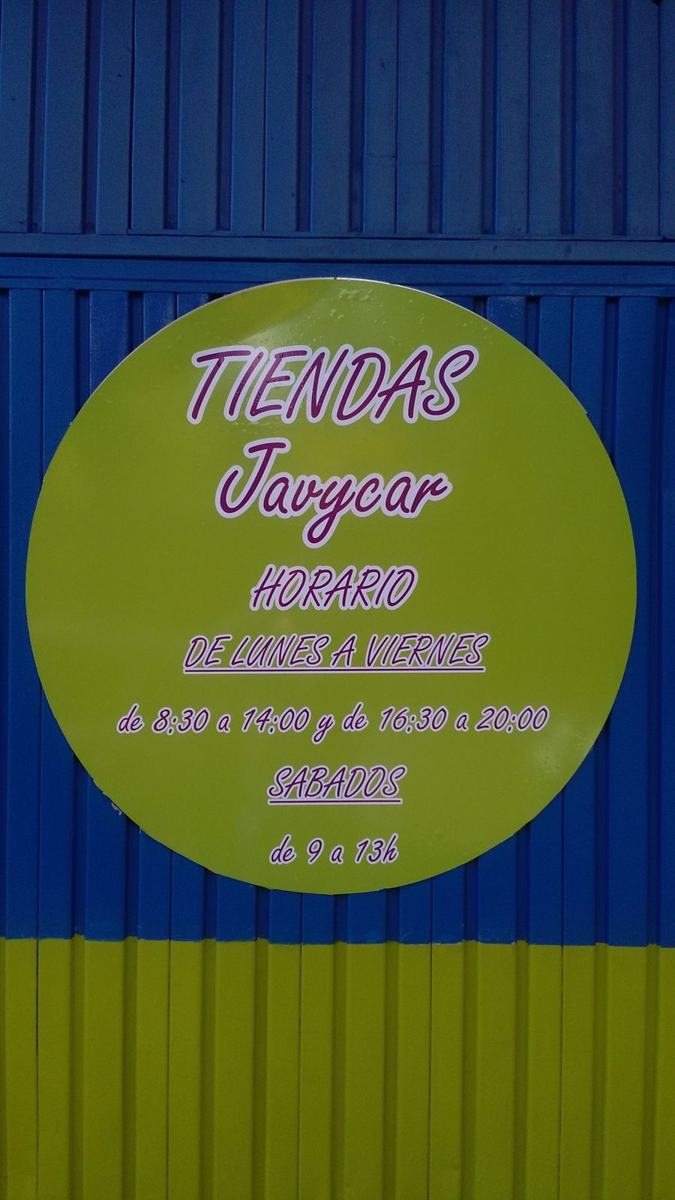 TIENDAS
Javycar
HORARIO
DE LUNES A VIERNES
de 8:30 a 14:00 y de 16:30 a 20:00
SABADOS
de 9 a 13h